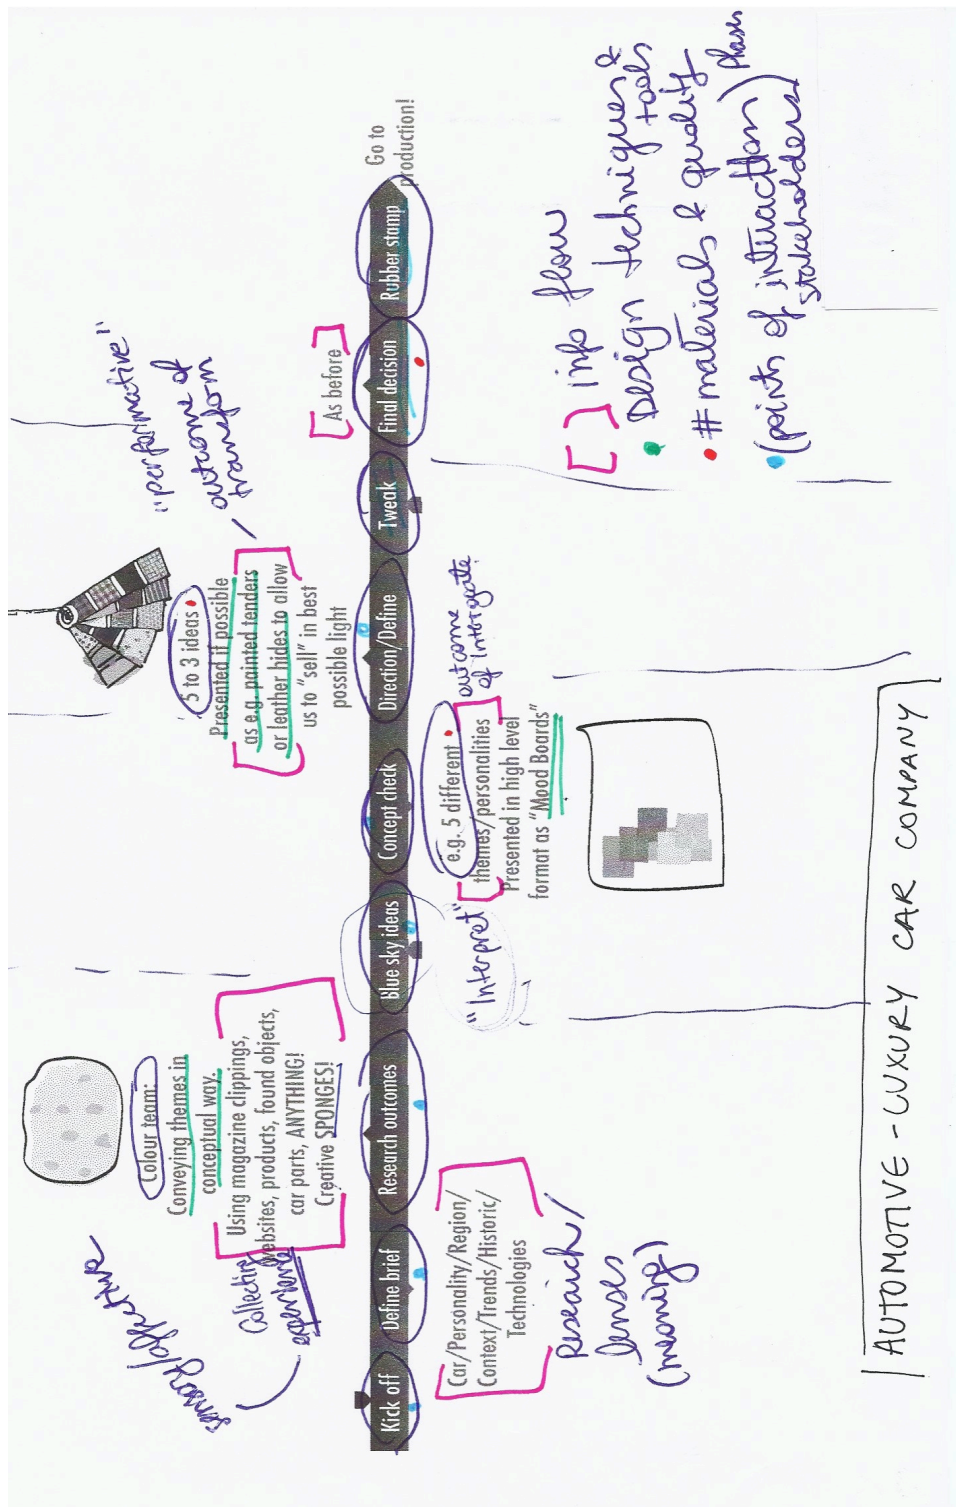 "performative"
outcome of
transform
sensory/affective
Collecting
experience
Colour team:
Conveying themes in
conceptual way.
Using magazine clippings,
websites, products, found objects,
car parts, ANYTHING!
Creative SPONGES!
5 to 3 ideas
Presented if possible
as e.g. painted tenders
or leather hides to allow
us to "sell" in best
possible light
[As before]
Kick off
Define brief
Research outcomes
Blue sky ideas
Concept check
Direction/Define
Tweak
Final decision
Rubber stamp
Go to
production!
Car/Personality/Region/
Context/Trends/Historic/
Technologies
Research/
lenses
(meaning)
"Interpret"
e.g. 5 different
themes/personalities
Presented in high level
format as "Mood Boards"
outcome
of Interpret
[ ] info flow
Design techniques &
tools
# materials & quality
(points of interaction)
stakeholders)
Phases
AUTOMOTIVE - LUXURY CAR COMPANY